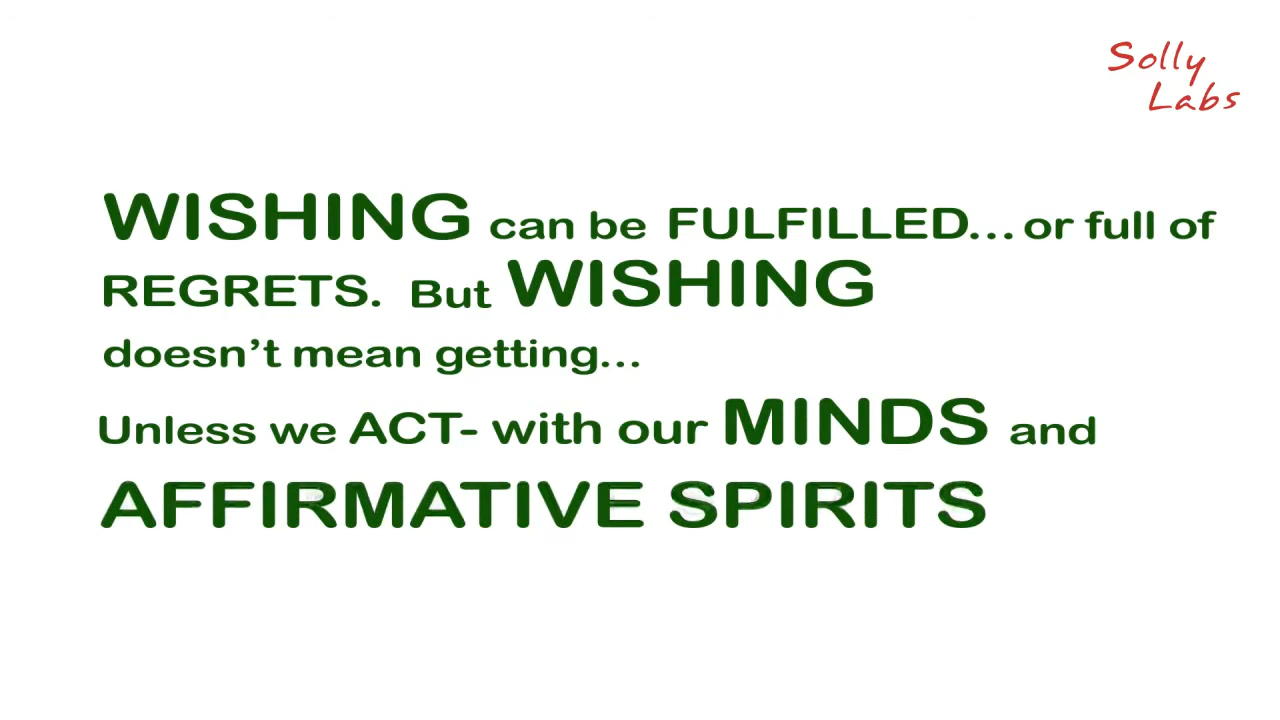 Solly
Labs
WISHING can be FULFILLED... or full of
REGRETS. But WISHING
doesn't mean getting...
Unless we ACT- with our MINDS and
AFFIRMATIVE SPIRITS